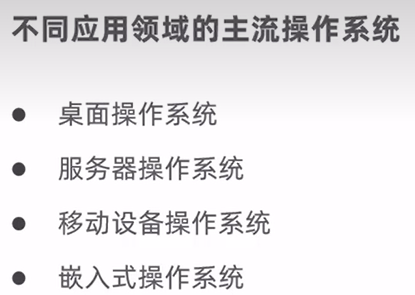 不同应用领域的主流操作系统
● 桌面操作系统
● 服务器操作系统
● 移动设备操作系统
● 嵌入式操作系统